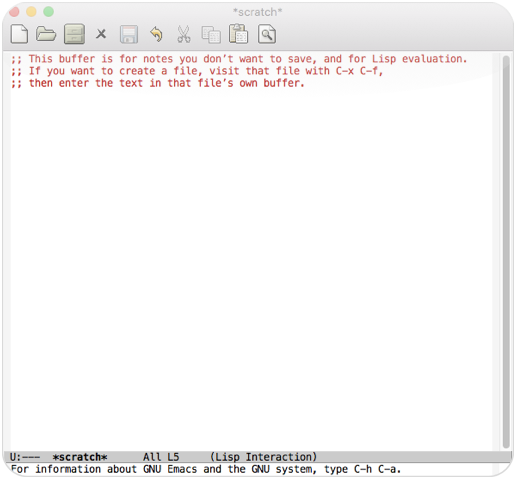 *scratch*
;; This buffer is for notes you don’t want to save, and for Lisp evaluation.
;; If you want to create a file, visit that file with C-x C-f,
;; then enter the text in that file’s own buffer.
U:--- *scratch* All L5 (Lisp Interaction)
For information about GNU Emacs and the GNU system, type C-h C-a.